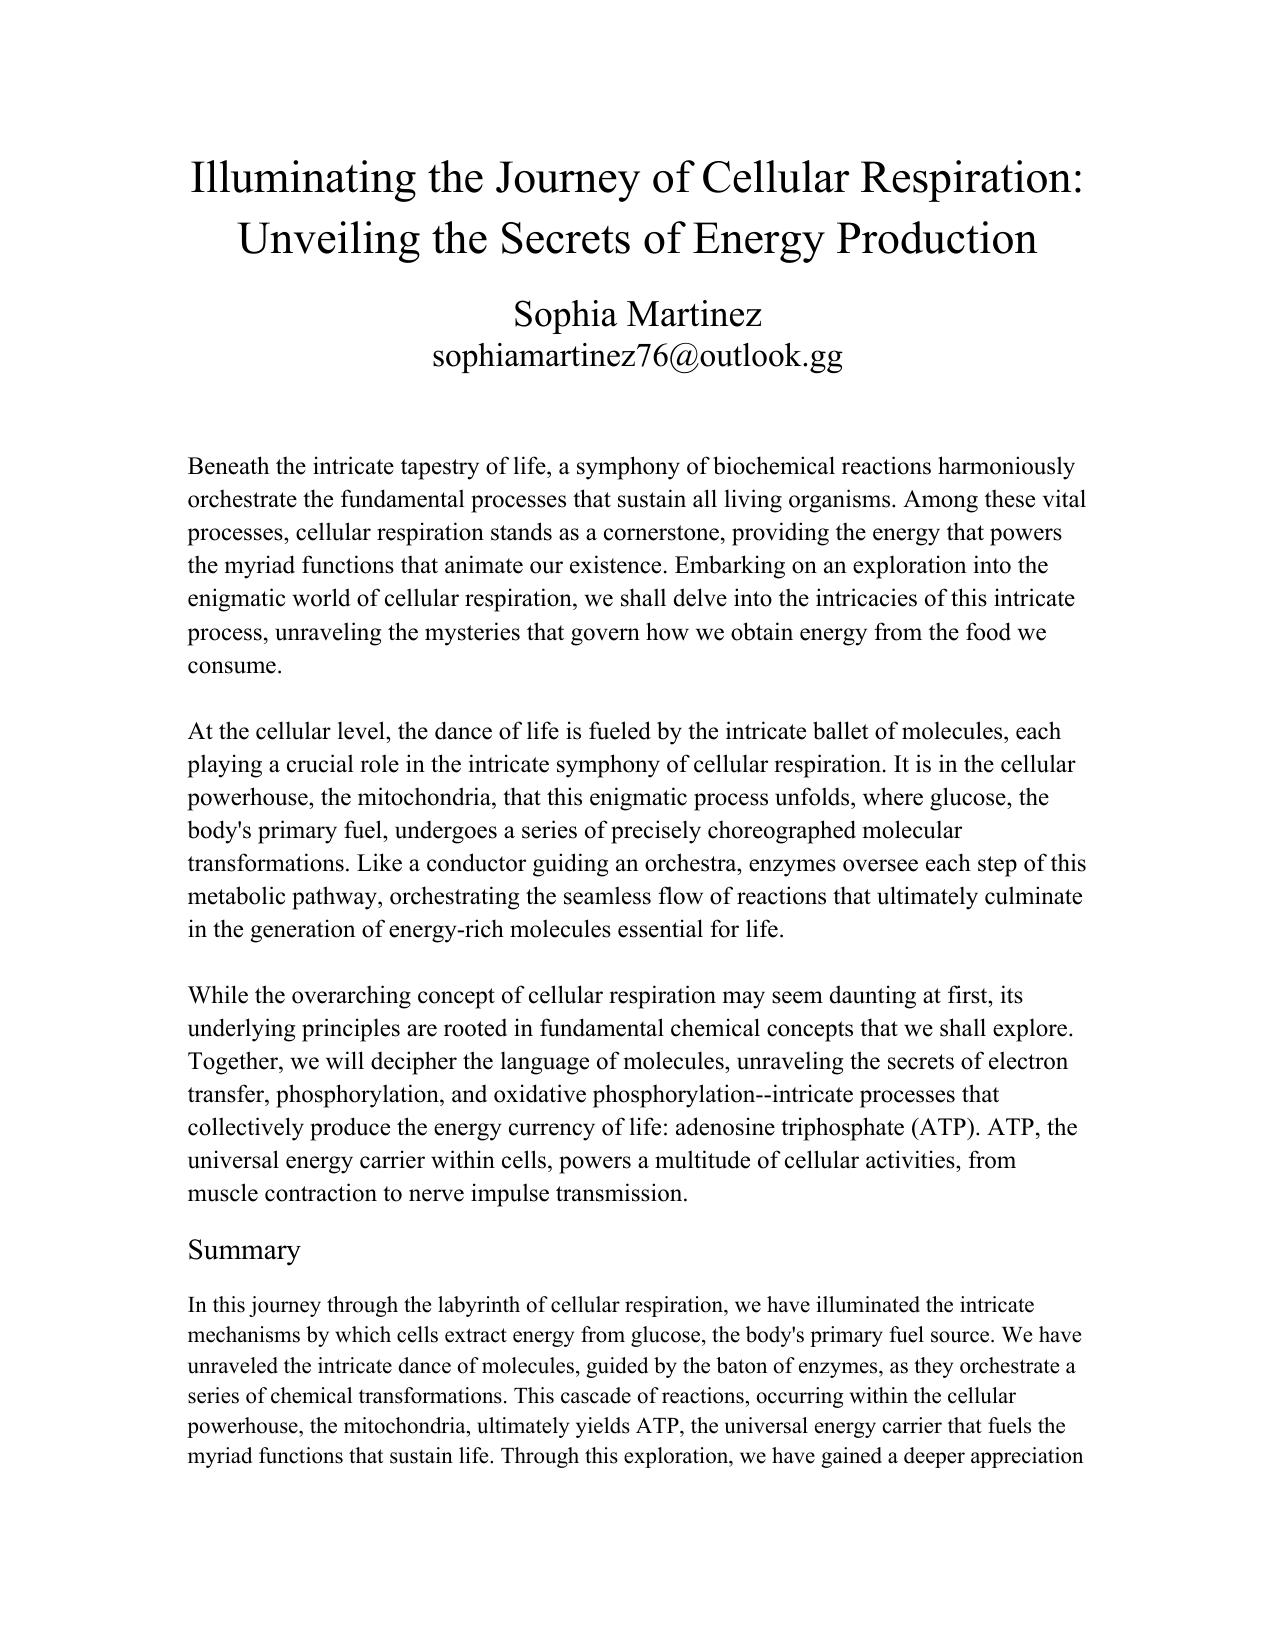 Illuminating the Journey of Cellular Respiration:
Unveiling the Secrets of Energy Production
Sophia Martinez
sophiamartinez76@outlook.gg
Beneath the intricate tapestry of life, a symphony of biochemical reactions harmoniously
orchestrate the fundamental processes that sustain all living organisms. Among these vital
processes, cellular respiration stands as a cornerstone, providing the energy that powers
the myriad functions that animate our existence. Embarking on an exploration into the
enigmatic world of cellular respiration, we shall delve into the intricacies of this intricate
process, unraveling the mysteries that govern how we obtain energy from the food we
consume.
At the cellular level, the dance of life is fueled by the intricate ballet of molecules, each
playing a crucial role in the intricate symphony of cellular respiration. It is in the cellular
powerhouse, the mitochondria, that this enigmatic process unfolds, where glucose, the
body's primary fuel, undergoes a series of precisely choreographed molecular
transformations. Like a conductor guiding an orchestra, enzymes oversee each step of this
metabolic pathway, orchestrating the seamless flow of reactions that ultimately culminate
in the generation of energy-rich molecules essential for life.
While the overarching concept of cellular respiration may seem daunting at first, its
underlying principles are rooted in fundamental chemical concepts that we shall explore.
Together, we will decipher the language of molecules, unraveling the secrets of electron
transfer, phosphorylation, and oxidative phosphorylation--intricate processes that
collectively produce the energy currency of life: adenosine triphosphate (ATP). ATP, the
universal energy carrier within cells, powers a multitude of cellular activities, from
muscle contraction to nerve impulse transmission.
Summary
In this journey through the labyrinth of cellular respiration, we have illuminated the intricate
mechanisms by which cells extract energy from glucose, the body's primary fuel source. We have
unraveled the intricate dance of molecules, guided by the baton of enzymes, as they orchestrate a
series of chemical transformations. This cascade of reactions, occurring within the cellular
powerhouse, the mitochondria, ultimately yields ATP, the universal energy carrier that fuels the
myriad functions that sustain life. Through this exploration, we have gained a deeper appreciation